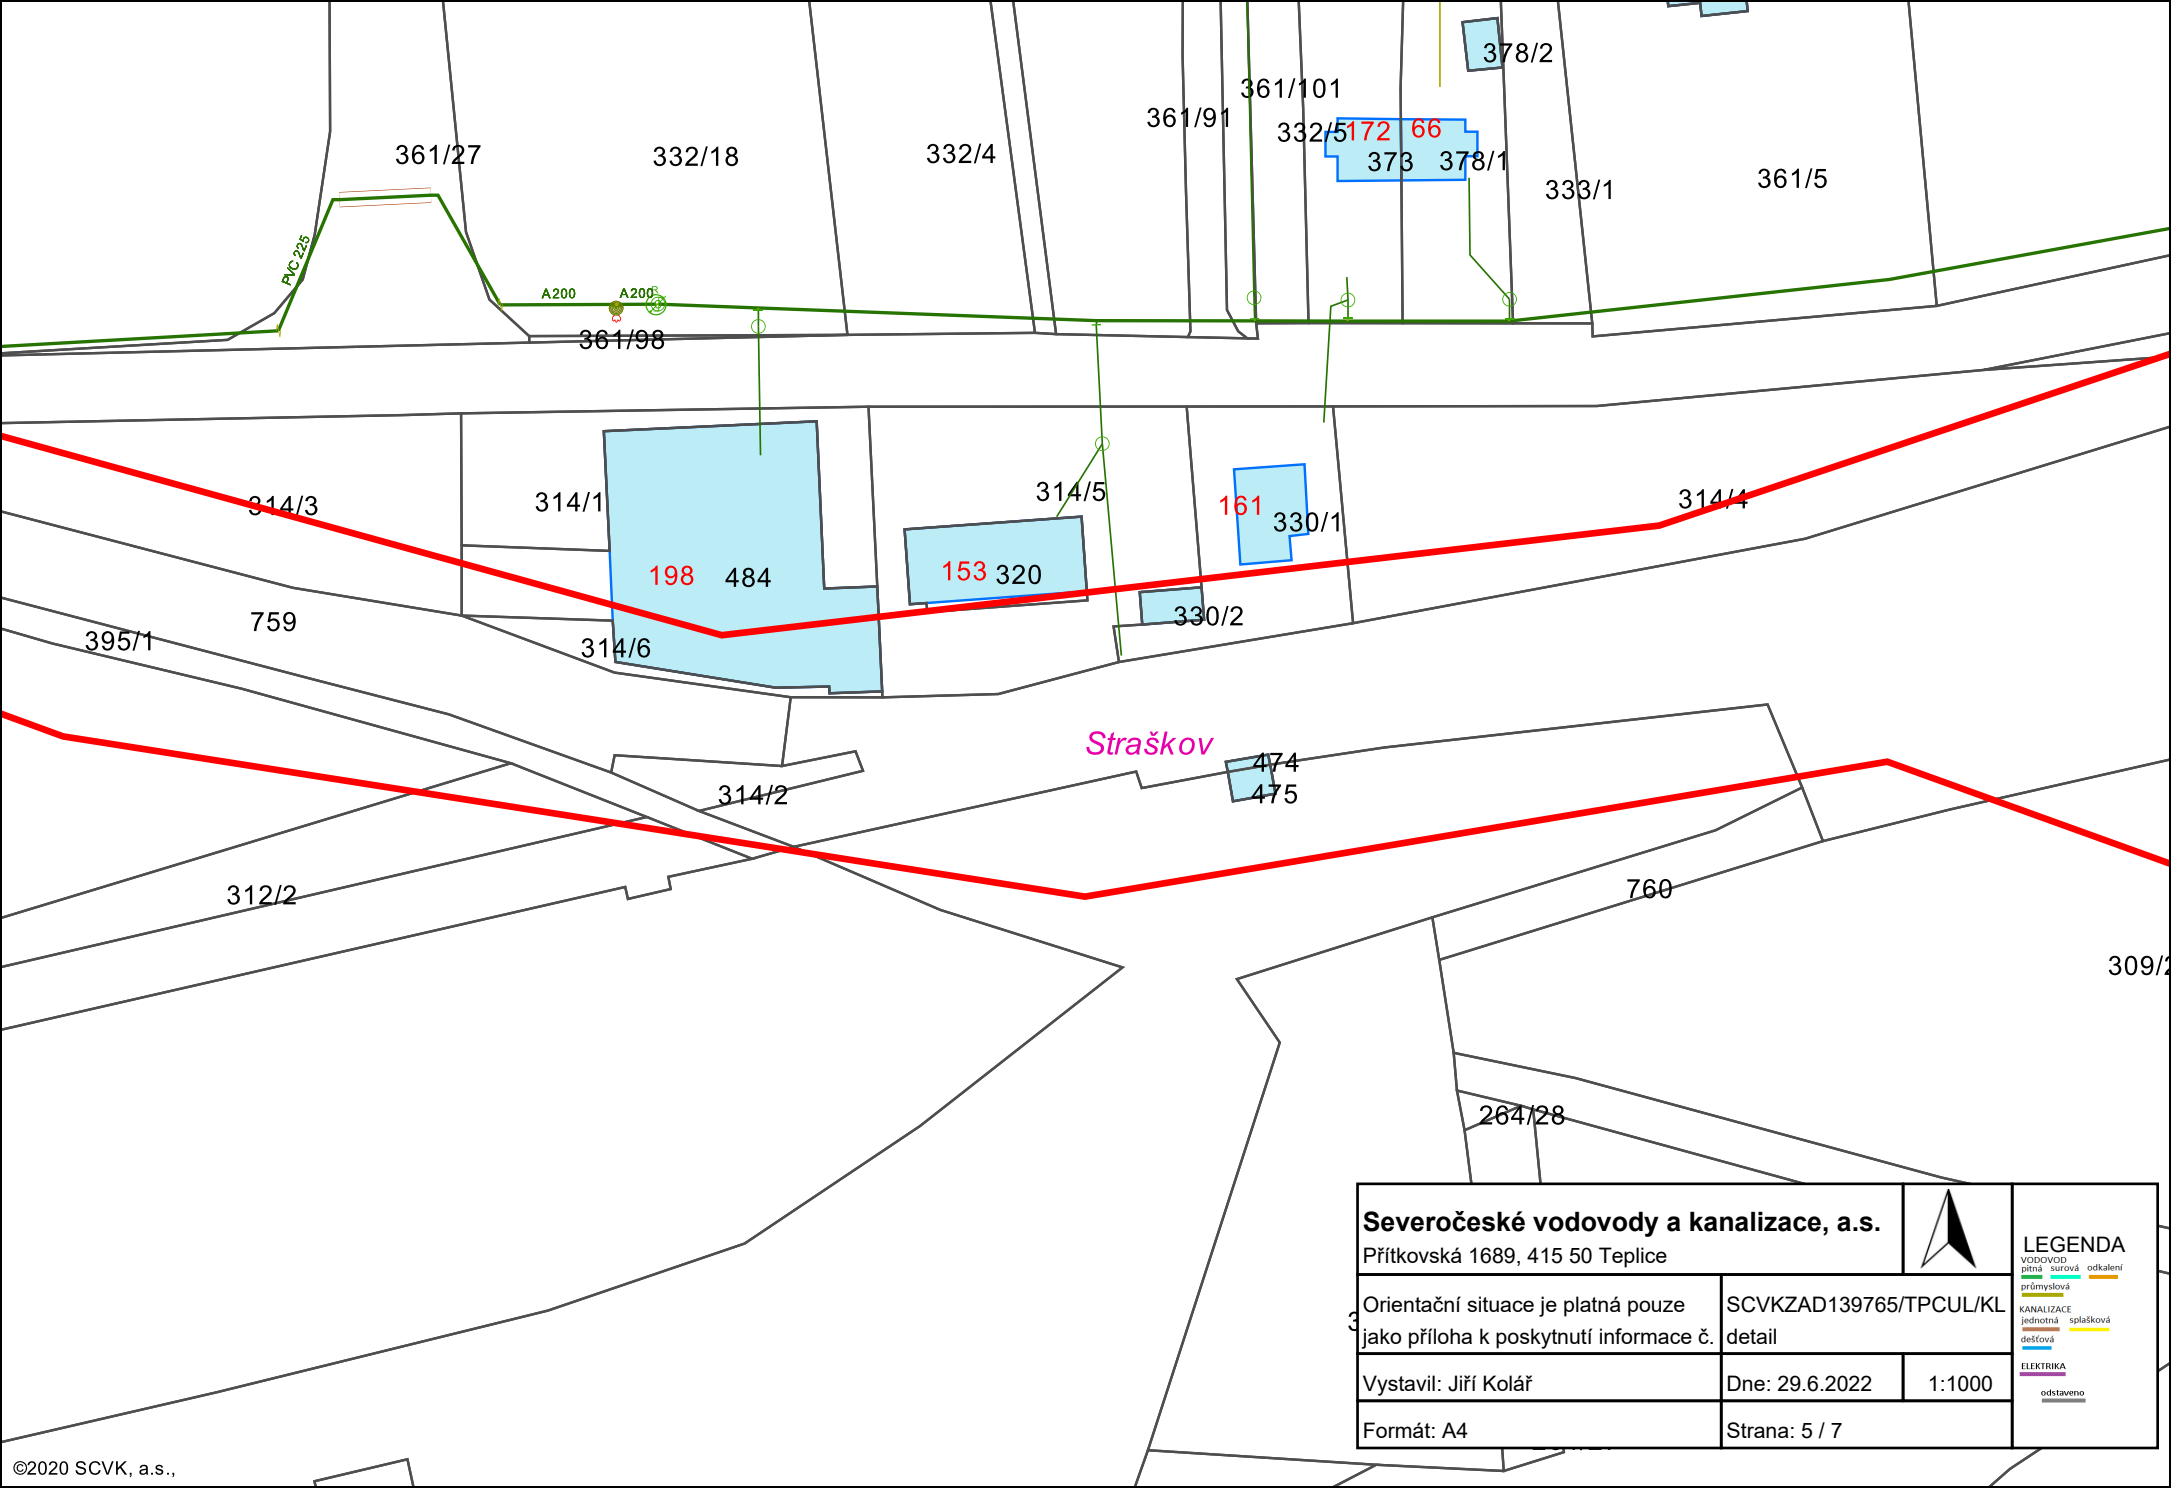 378/2
361/101
361/91
332/5
172
66
361/27
332/18
332/4
373
378/1
333/1
361/5
PVC 225
A200
A200
361/98
314/3
314/1
314/5
161
330/1
314/4
198
484
153
320
759
395/1
314/6
330/2
Straškov
474
475
314/2
312/2
760
309/2
264/28
Severočeské vodovody a kanalizace, a.s.
Přítkovská 1689, 415 50 Teplice
Orientační situace je platná pouze
jako příloha k poskytnutí informace č.
SCVKZAD139765/TPCUL/KL
detail
Vystavil: Jiří Kolář
Dne: 29.6.2022
1:1000
Formát: A4
Strana: 5 / 7
LEGENDA
VODOVOD
pitná surová odkalení
průmyslová
KANALIZACE
jednotná splašková
dešťová
ELEKTRIKA
odstaveno
©2020 SCVK, a.s.,